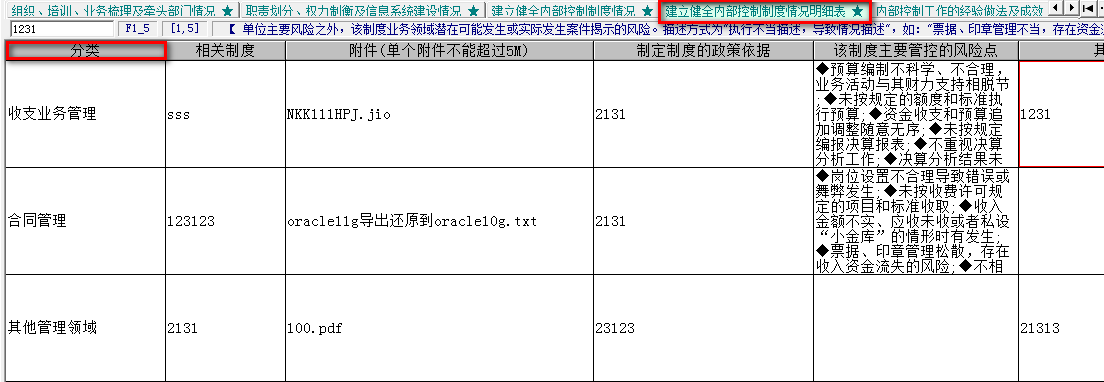 组织、培训、业务梳理及牵头部门情况 ★ 职责划分、权力制衡及信息系统建设情况 ★ 建立健全内部控制制度情况 ★ 建立健全内部控制制度情况明细表 ★ 内部控制工作的经验做法及成效
1231 F1_5 [1,5] 【 单位主要风险之外，该制度业务领域潜在可能发生或实际发生案件揭示的风险。描述方式为"执行不当描述，导致情况描述"，如："票据、印章管理不当，存在资金
分类 相关制度 附件(单个附件不能超过5M) 制定制度的政策依据 该制度主要管控的风险点
收支业务管理 sss NKK111HPJ.jio 2131
◆预算编制不科学、不合理，
业务活动与其财力支持相脱节
;◆未按规定的额度和标准执
行预算;◆资金收支和预算追
加调整随意无序;◆未按规定
编报决算报表;◆不重视决算
分析工作;◆决算分析结果未
1231
合同管理 123123 oracle11g导出还原到oracle10g.txt 2131
◆岗位设置不合理导致错误或
舞弊发生;◆未按收费许可规
定的项目和标准收取;◆收入
金额不实、应收未收或者私设
“小金库”的情形时有发生;
◆票据、印章管理松散，存在
收入资金流失的风险;◆不相
其他管理领域 2131 100.pdf 23123 21313